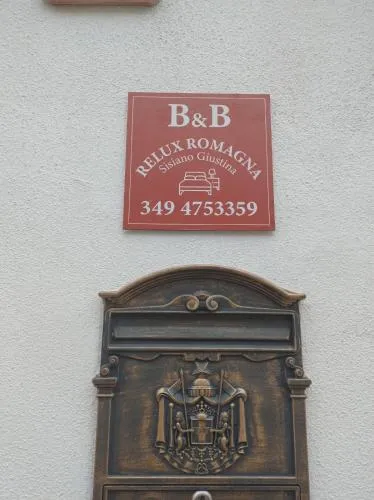 B&B
RELUX ROMAGNA
Sisiano Giustina
349 4753359